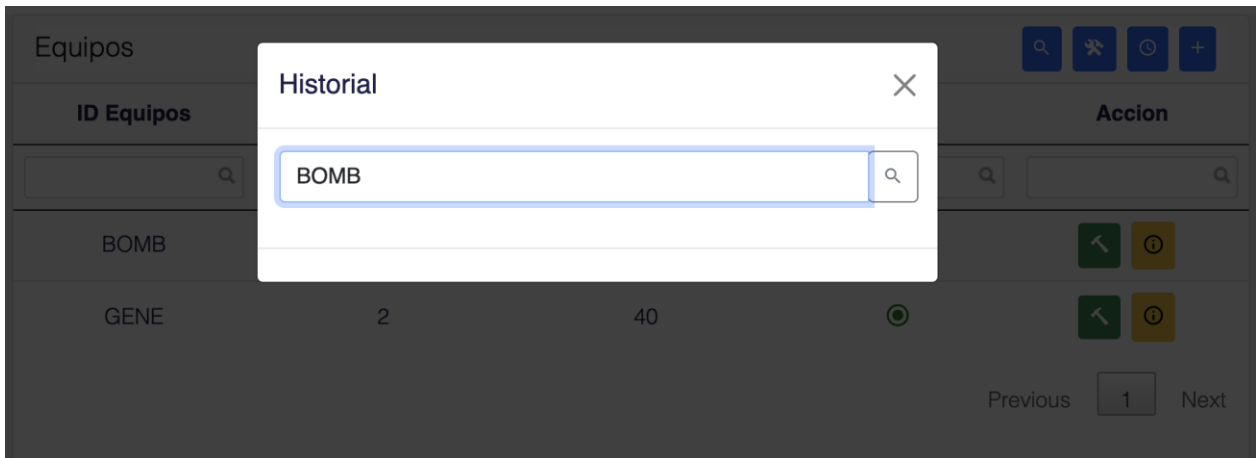 Equipos
Historial
ID Equipos
Accion
BOMB
BOMB
GENE 2 40
Previous 1 Next